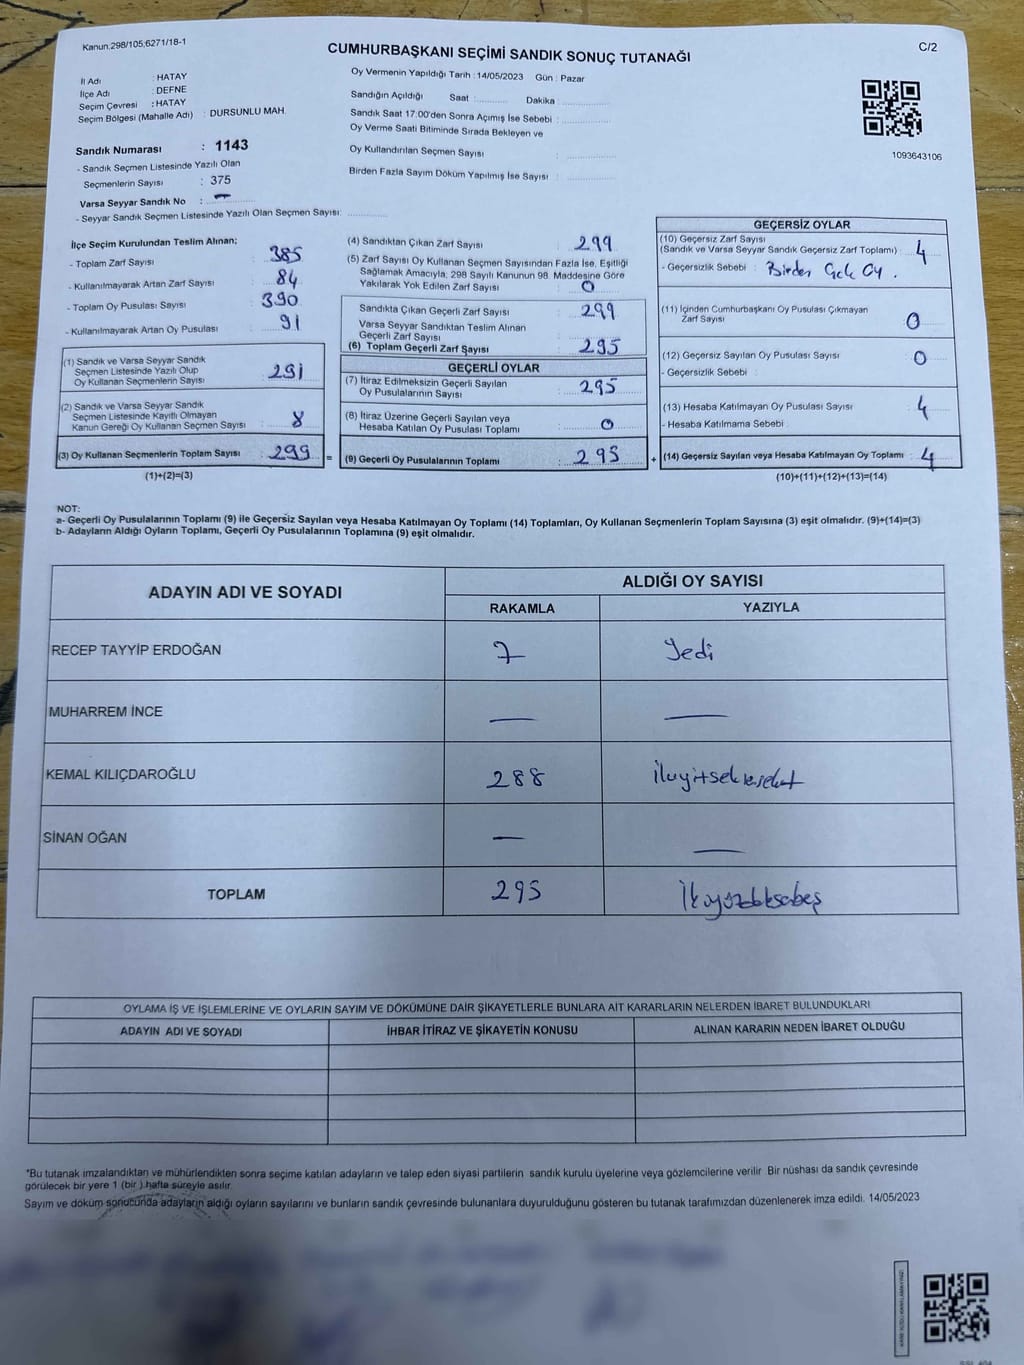 Kanun.298/105;6271/18-1
CUMHURBAŞKANI SEÇİMİ SANDIK SONUÇ TUTANAĞI
C/2
İl Adı : HATAY
İlçe Adı : DEFNE
Seçim Çevresi : HATAY
Seçim Bölgesi (Mahalle Adı) : DURSUNLU MAH.
Sandık Numarası : 1143
- Sandık Seçmen Listesinde Yazılı Olan
Seçmenlerin Sayısı : 375
Varsa Seyyar Sandık No : —
- Seyyar Sandık Seçmen Listesinde Yazılı Olan Seçmen Sayısı:
Oy Vermenin Yapıldığı Tarih : 14/05/2023 Gün : Pazar
Sandığın Açıldığı Saat Dakika
Sandık Saat 17:00'den Sonra Açımış İse Sebebi :
Oy Verme Saati Bitiminde Sırada Bekleyen ve
Oy Kullandırılan Seçmen Sayısı :
Birden Fazla Sayım Döküm Yapılmış İse Sayısı :
1093643106
İlçe Seçim Kurulundan Teslim Alınan;
- Toplam Zarf Sayısı : 385
- Kullanılmayarak Artan Zarf Sayısı : 84
- Toplam Oy Pusulası Sayısı : 390
- Kullanılmayarak Artan Oy Pusulası : 91
(1) Sandık ve Varsa Seyyar Sandık
Seçmen Listesinde Yazılı Olup
Oy Kullanan Seçmenlerin Sayısı : 291
(2) Sandık ve Varsa Seyyar Sandık
Seçmen Listesinde Kayıtlı Olmayan
Kanun Gereği Oy Kullanan Seçmen Sayısı : 8
(3) Oy Kullanan Seçmenlerin Toplam Sayısı : 299 =
(1)+(2)=(3)
(4) Sandıktan Çıkan Zarf Sayısı : 299
(5) Zarf Sayısı Oy Kullanan Seçmen Sayısından Fazla İse, Eşitliği
Sağlamak Amacıyla; 298 Sayılı Kanunun 98. Maddesine Göre
Yakılarak Yok Edilen Zarf Sayısı : 0
Sandıkta Çıkan Geçerli Zarf Sayısı : 299
Varsa Seyyar Sandıktan Teslim Alınan
Geçerli Zarf Sayısı :
(6) Toplam Geçerli Zarf Sayısı : 295
GEÇERLİ OYLAR
(7) İtiraz Edilmeksizin Geçerli Sayılan
Oy Pusulalarının Sayısı : 295
(8) İtiraz Üzerine Geçerli Sayılan veya
Hesaba Katılan Oy Pusulası Toplamı : 0
(9) Geçerli Oy Pusulalarının Toplamı : 295 +
GEÇERSİZ OYLAR
(10) Geçersiz Zarf Sayısı
(Sandık ve Varsa Seyyar Sandık Geçersiz Zarf Toplamı) : 4
- Geçersizlik Sebebi : Birden Çok Oy.
(11) İçinden Cumhurbaşkanı Oy Pusulası Çıkmayan
Zarf Sayısı : 0
(12) Geçersiz Sayılan Oy Pusulası Sayısı : 0
- Geçersizlik Sebebi :
(13) Hesaba Katılmayan Oy Pusulası Sayısı : 4
- Hesaba Katılmama Sebebi :
(14) Geçersiz Sayılan veya Hesaba Katılmayan Oy Toplamı : 4
(10)+(11)+(12)+(13)=(14)
NOT:
a- Geçerli Oy Pusulalarının Toplamı (9) ile Geçersiz Sayılan veya Hesaba Katılmayan Oy Toplamı (14) Toplamları, Oy Kullanan Seçmenlerin Toplam Sayısına (3) eşit olmalıdır. (9)+(14)=(3)
b- Adayların Aldığı Oyların Toplamı, Geçerli Oy Pusulalarının Toplamına (9) eşit olmalıdır.
ADAYIN ADI VE SOYADI
ALDIĞI OY SAYISI
RAKAMLA YAZIYLA
RECEP TAYYİP ERDOĞAN 7 Yedi
MUHARREM İNCE — —
KEMAL KILIÇDAROĞLU 288
SİNAN OĞAN — —
TOPLAM 295
OYLAMA İŞ VE İŞLEMLERİNE VE OYLARIN SAYIM VE DÖKÜMÜNE DAİR ŞİKAYETLERLE BUNLARA AİT KARARLARIN NELERDEN İBARET BULUNDUKLARI
ADAYIN ADI VE SOYADI İHBAR İTİRAZ VE ŞİKAYETİN KONUSU ALINAN KARARIN NEDEN İBARET OLDUĞU
*Bu tutanak imzalandıktan ve mühürlendikten sonra seçime katılan adayların ve talep eden siyasi partilerin sandık kurulu üyelerine veya gözlemcilerine verilir Bir nüshası da sandık çevresinde
görülecek bir yere 1 (bir ) hafta süreyle asılır.
Sayım ve döküm sonucunda adayların aldığı oyların sayılarını ve bunların sandık çevresinde bulunanlara duyurulduğunu gösteren bu tutanak tarafımızdan düzenlenerek imza edildi. 14/05/2023